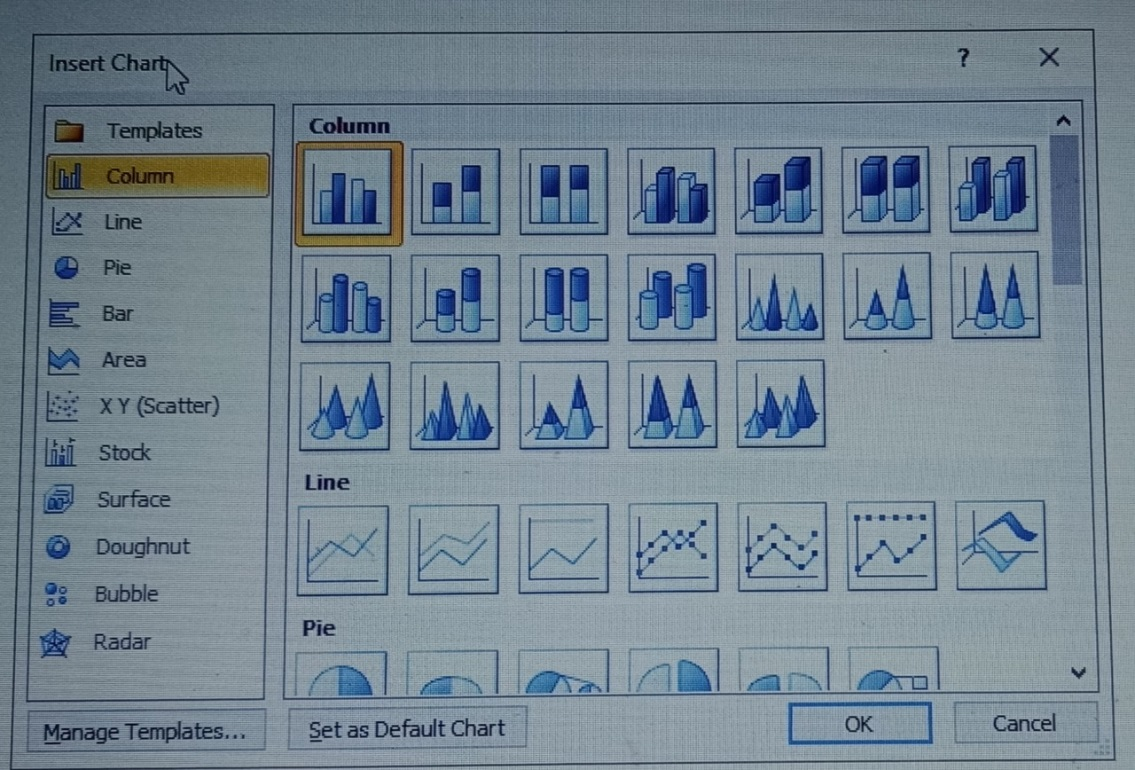 Insert Chart
?
Templates
Column
Line
Pie
Bar
Area
X Y (Scatter)
Stock
Surface
Doughnut
Bubble
Radar
Column
Line
Pie
Manage Templates...
Set as Default Chart
OK
Cancel